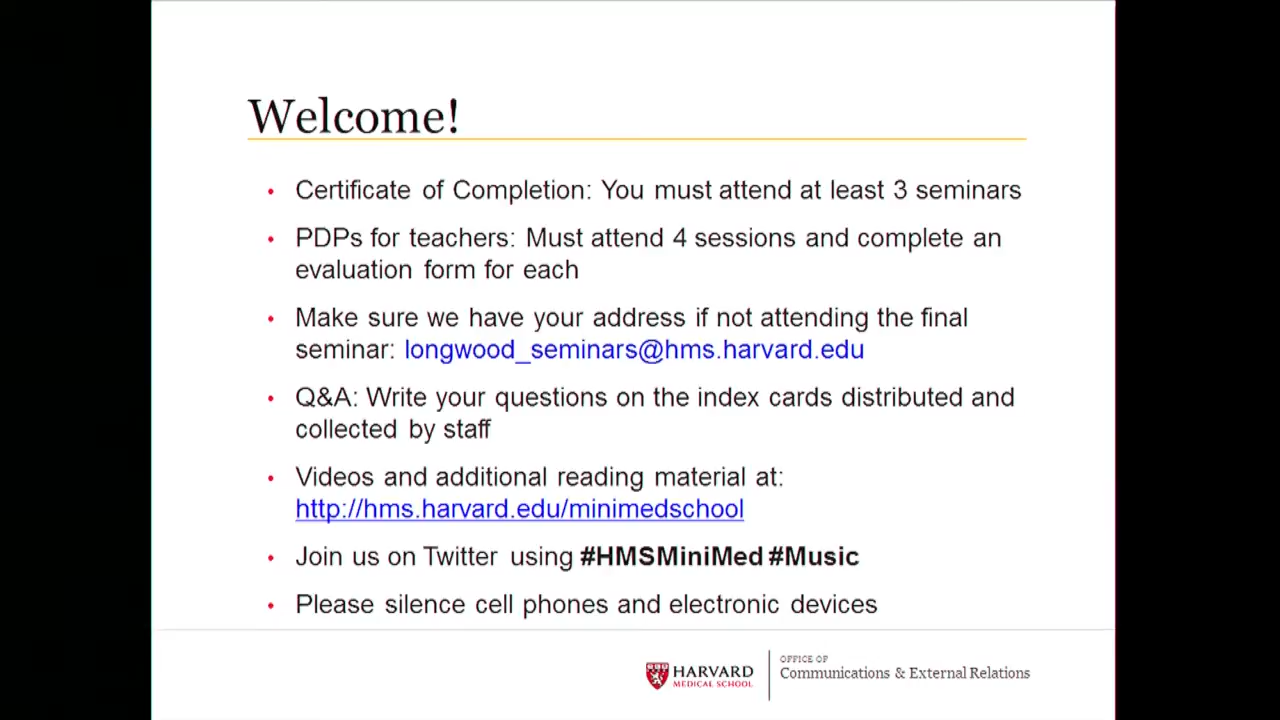 Welcome!
• Certificate of Completion: You must attend at least 3 seminars
• PDPs for teachers: Must attend 4 sessions and complete an
evaluation form for each
• Make sure we have your address if not attending the final
seminar: longwood_seminars@hms.harvard.edu
• Q&A: Write your questions on the index cards distributed and
collected by staff
• Videos and additional reading material at:
http://hms.harvard.edu/minimedschool
• Join us on Twitter using #HMSMiniMed #Music
• Please silence cell phones and electronic devices
HARVARD
MEDICAL SCHOOL
OFFICE OF
Communications & External Relations